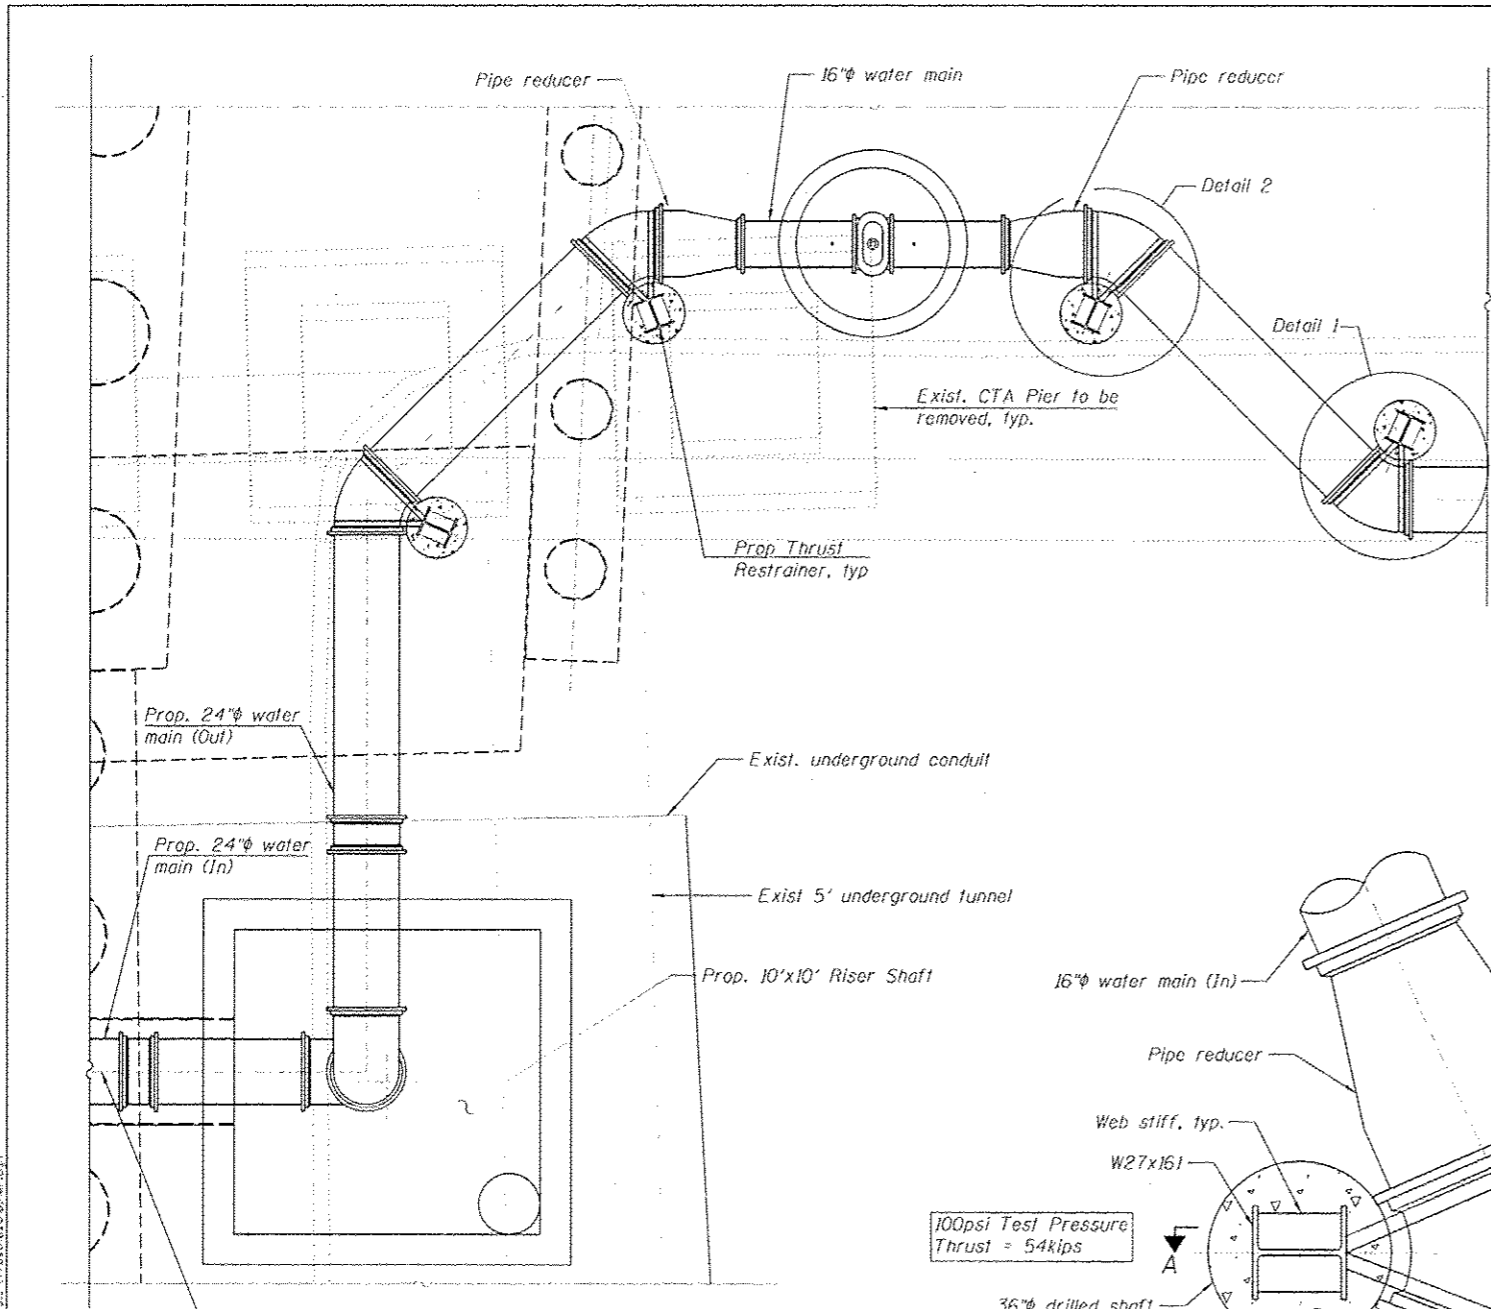 Pipe reducer
16"ϕ water main
Pipe reducer
Detail 2
Detail 1
Exist. CTA Pier to be
removed, typ.
Prop Thrust
Restrainer, typ
Prop. 24"ϕ water
main (Out)
Exist. underground conduit
Prop. 24"ϕ water
main (In)
Exist 5' underground tunnel
Prop. 10'x10' Riser Shaft
16"ϕ water main (In)
Pipe reducer
Web stiff. typ.
W27x161
100psi Test Pressure
Thrust = 54kips
A
36"ϕ drilled shaft